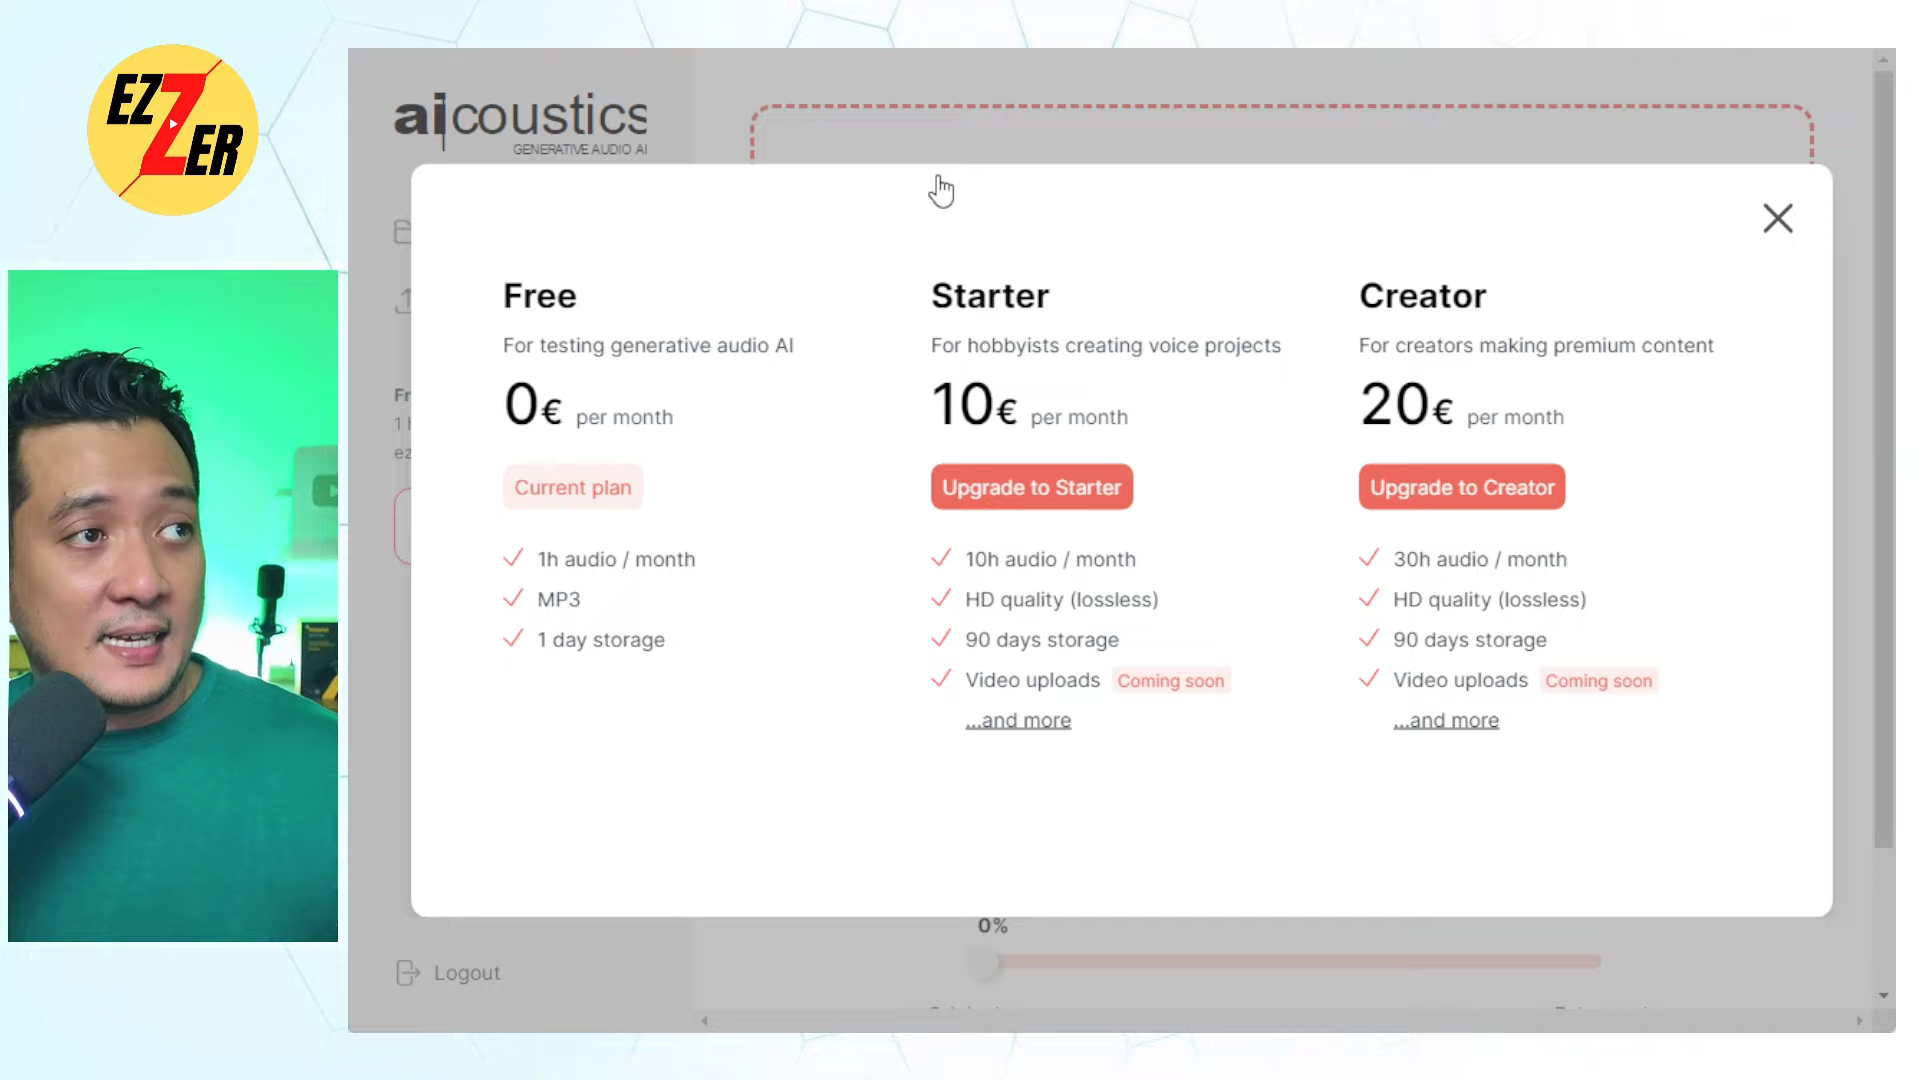 EZ
Z
ER
aicoustics
GENERATIVE AUDIO AI
Free
For testing generative audio AI
0€ per month
Current plan
1h audio / month
MP3
1 day storage
Starter
For hobbyists creating voice projects
10€ per month
Upgrade to Starter
10h audio / month
HD quality (lossless)
90 days storage
Video uploads Coming soon
...and more
Creator
For creators making premium content
20€ per month
Upgrade to Creator
30h audio / month
HD quality (lossless)
90 days storage
Video uploads Coming soon
...and more
0%
Logout